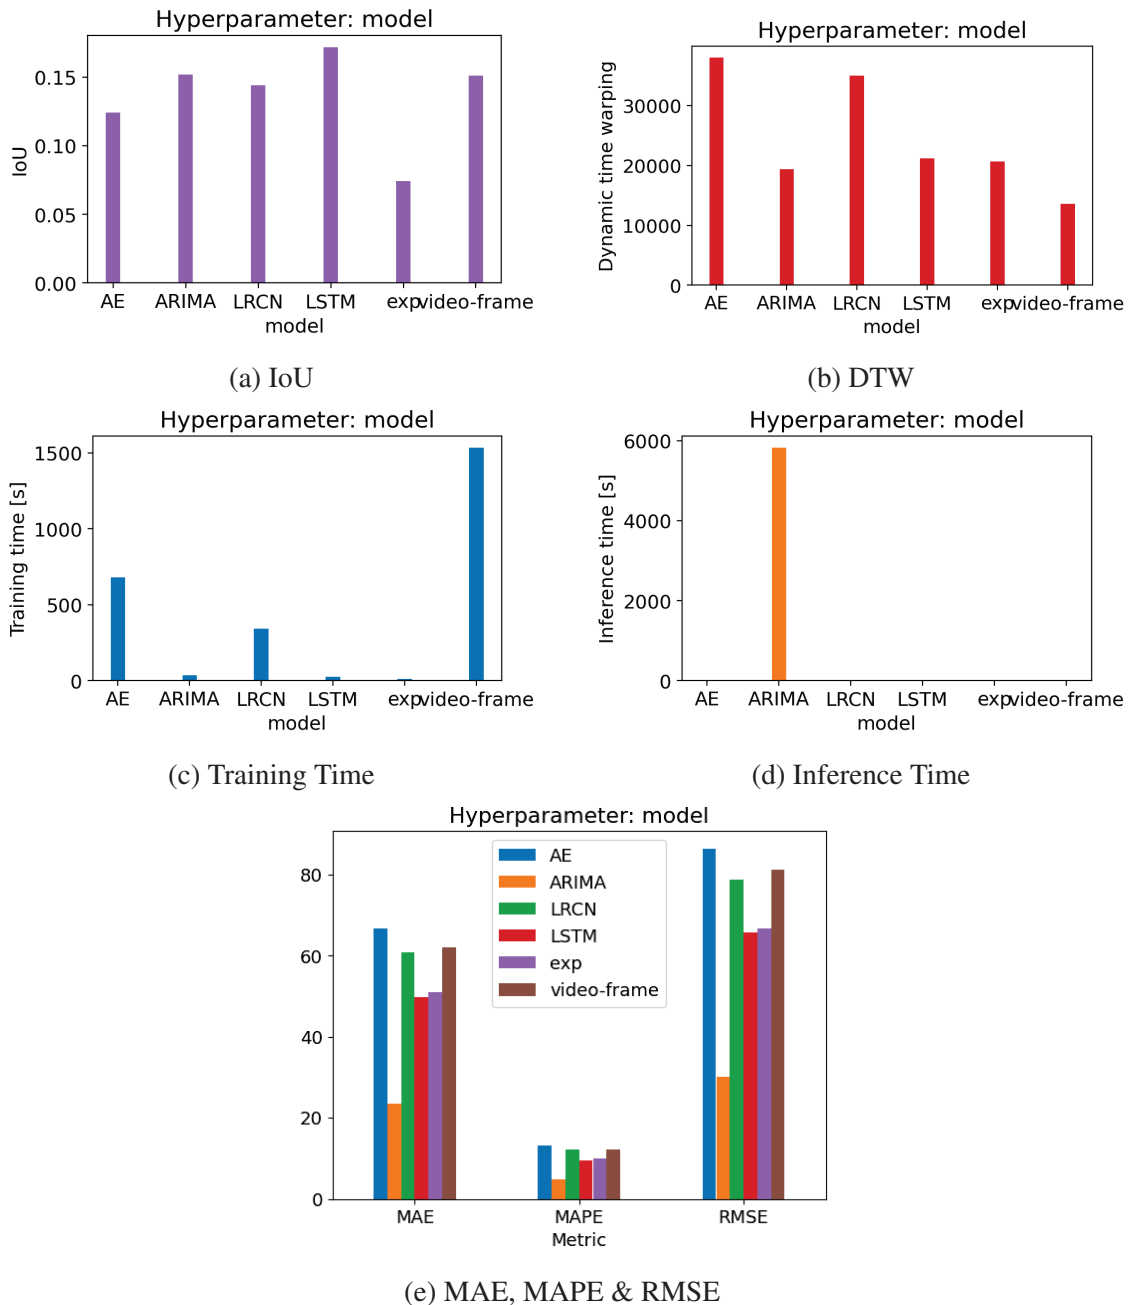 Hyperparameter: model
0.15
0.10
0.05
0.00
IoU
AE ARIMA LRCN LSTM exp video-frame
model
(a) IoU
Hyperparameter: model
30000
20000
10000
0
Dynamic time warping
AE ARIMA LRCN LSTM exp video-frame
model
(b) DTW
Hyperparameter: model
1500
1000
500
0
Training time [s]
AE ARIMA LRCN LSTM exp video-frame
model
(c) Training Time
Hyperparameter: model
6000
4000
2000
0
Inference time [s]
AE ARIMA LRCN LSTM exp video-frame
model
(d) Inference Time
Hyperparameter: model
80
60
40
20
0
AE
ARIMA
LRCN
LSTM
exp
video-frame
MAE MAPE RMSE
Metric
(e) MAE, MAPE & RMSE